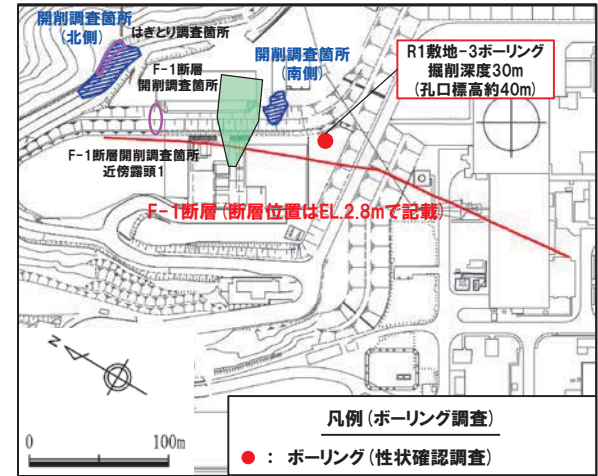 開削調査箇所
(北側)
はぎとり調査箇所
F-1断層
開削調査箇所
開削調査箇所
(南側)
R1敷地-3ボーリング
掘削深度30m
(孔口標高約40m)
F-1断層開削調査箇所
近傍露頭1
F-1断層(断層位置はEL.2.8mで記載)
N
0
100m
凡例(ボーリング調査)
● : ボーリング(性状確認調査)